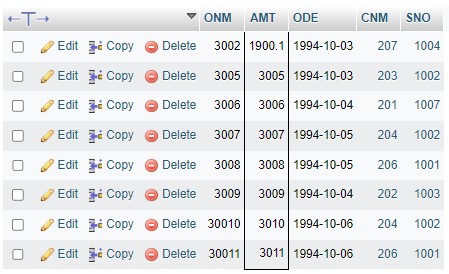 ONM AMT ODE CNM SNO
Edit Copy Delete 3002 1900.1 1994-10-03 207 1004
Edit Copy Delete 3005 3005 1994-10-03 203 1002
Edit Copy Delete 3006 3006 1994-10-04 201 1007
Edit Copy Delete 3007 3007 1994-10-05 204 1002
Edit Copy Delete 3008 3008 1994-10-05 206 1001
Edit Copy Delete 3009 3009 1994-10-04 202 1003
Edit Copy Delete 30010 3010 1994-10-06 204 1002
Edit Copy Delete 30011 3011 1994-10-06 206 1001